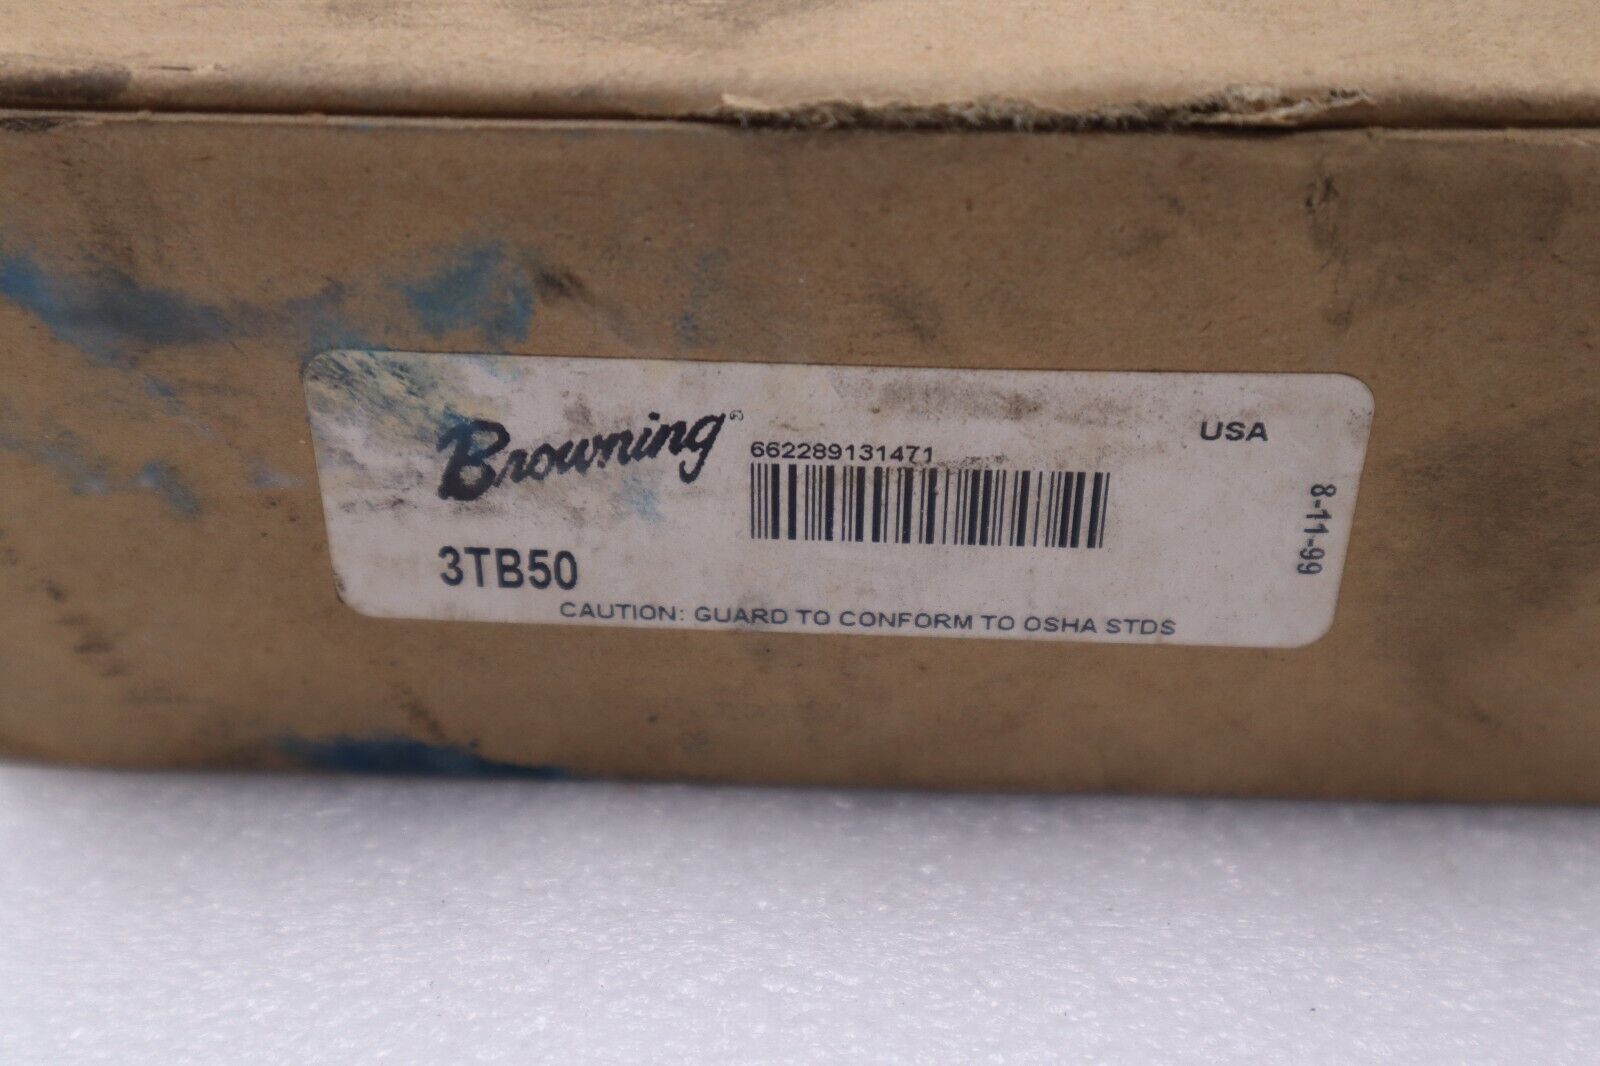 Browning®
662289131471
USA
3TB50
8-11-99
CAUTION: GUARD TO CONFORM TO OSHA STDS